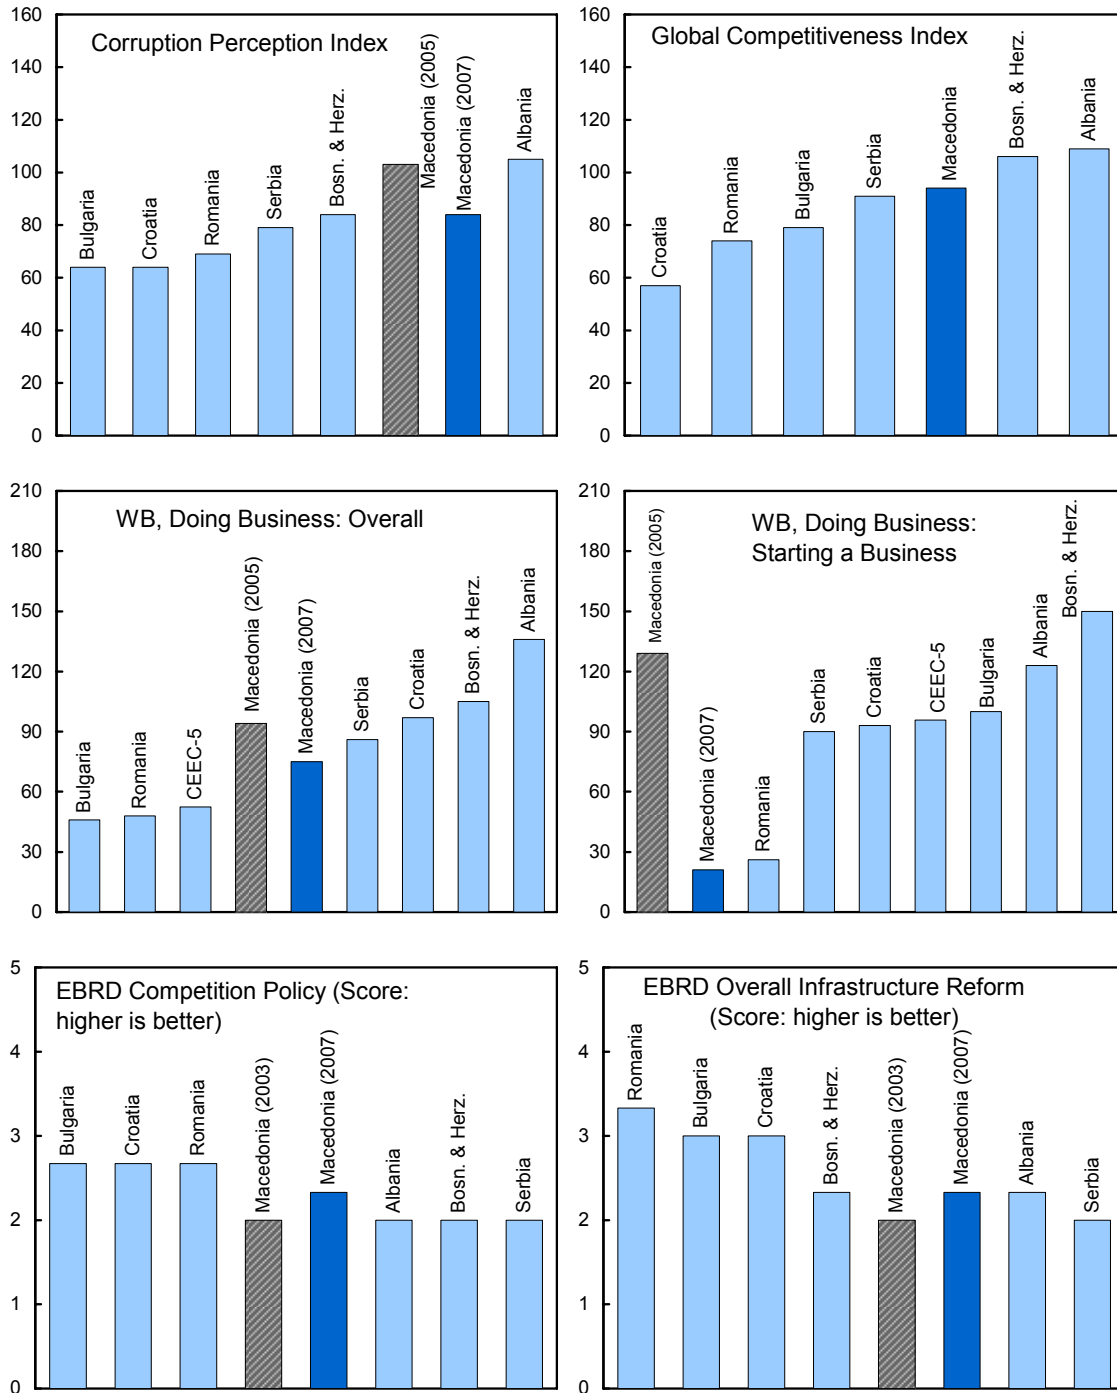 Corruption Perception Index
160
140
120
100
80
60
40
20
0
Bulgaria
Croatia
Romania
Serbia
Bosn. & Herz.
Macedonia (2005)
Macedonia (2007)
Albania
Global Competitiveness Index
160
140
120
100
80
60
40
20
0
Croatia
Romania
Bulgaria
Serbia
Macedonia
Bosn. & Herz.
Albania
WB, Doing Business: Overall
210
180
150
120
90
60
30
0
Bulgaria
Romania
CEEC-5
Macedonia (2005)
Macedonia (2007)
Serbia
Croatia
Bosn. & Herz.
Albania
WB, Doing Business:
Starting a Business
210
180
150
120
90
60
30
0
Macedonia (2005)
Macedonia (2007)
Romania
Serbia
Croatia
CEEC-5
Bulgaria
Albania
Bosn. & Herz.
EBRD Competition Policy (Score:
higher is better)
5
4
3
2
1
0
Bulgaria
Croatia
Romania
Macedonia (2003)
Macedonia (2007)
Albania
Bosn. & Herz.
Serbia
EBRD Overall Infrastructure Reform
(Score: higher is better)
5
4
3
2
1
0
Romania
Bulgaria
Croatia
Bosn. & Herz.
Macedonia (2003)
Macedonia (2007)
Albania
Serbia